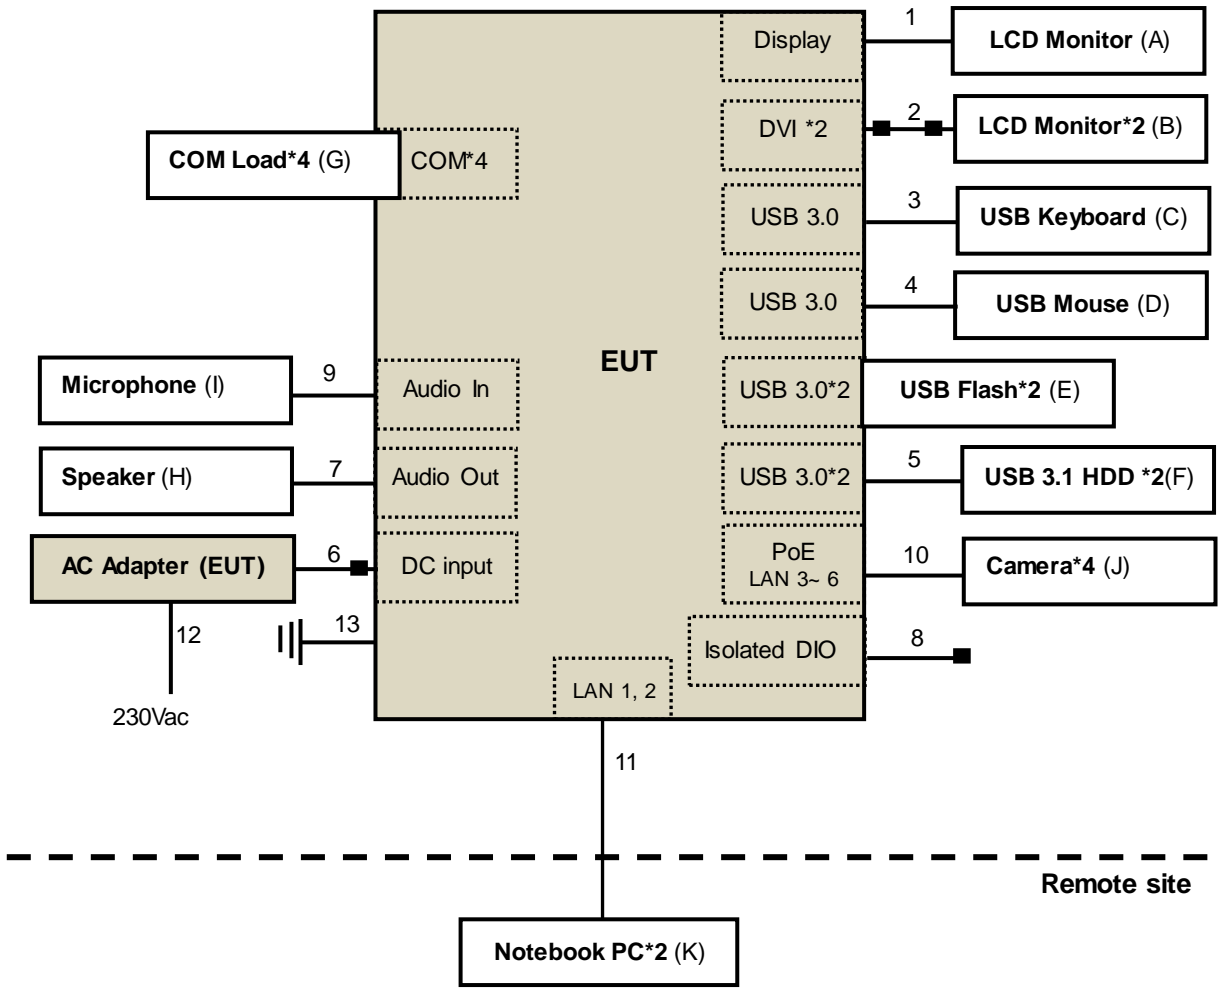 1
Display
LCD Monitor (A)
2
DVI *2
LCD Monitor*2 (B)
COM Load*4 (G)
COM*4
3
USB 3.0
USB Keyboard (C)
4
USB 3.0
USB Mouse (D)
EUT
9
Microphone (I)
Audio In
USB 3.0*2
USB Flash*2 (E)
7
Speaker (H)
Audio Out
USB 3.0*2
5
USB 3.1 HDD *2(F)
6
AC Adapter (EUT)
DC input
PoE
LAN 3~ 6
10
Camera*4 (J)
12
13
Isolated DIO
8
LAN 1, 2
230Vac
11
Remote site
Notebook PC*2 (K)